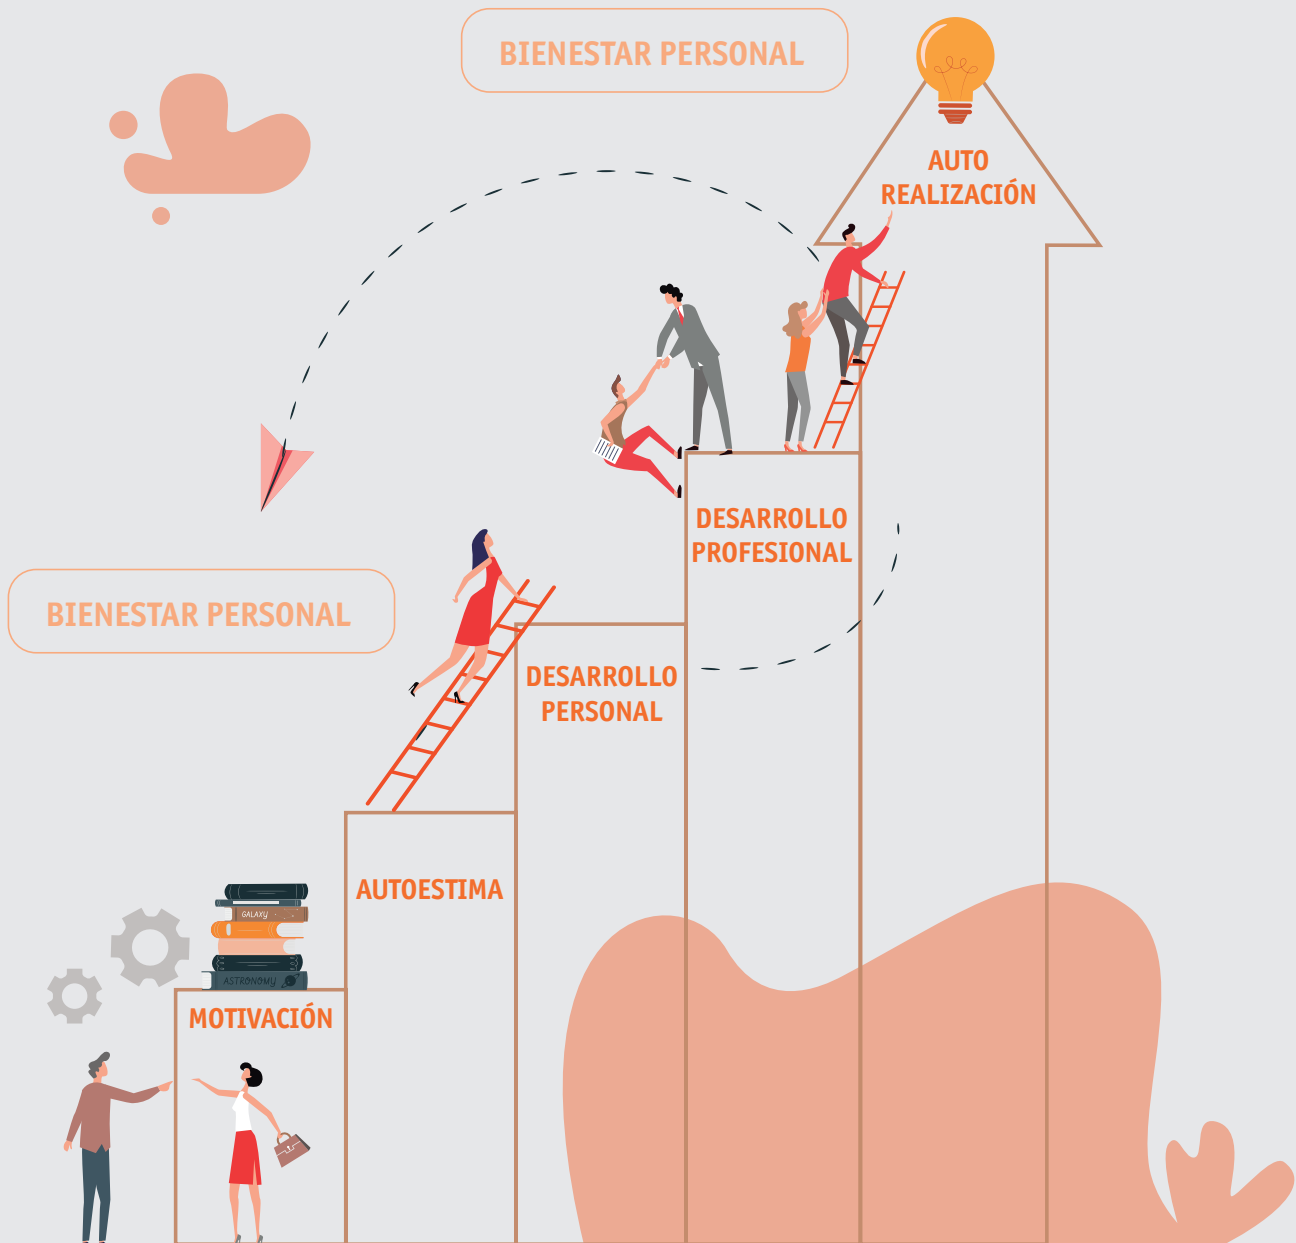 BIENESTAR PERSONAL
AUTO
REALIZACIÓN
DESARROLLO
PROFESIONAL
BIENESTAR PERSONAL
DESARROLLO
PERSONAL
AUTOESTIMA
GALAXY
ASTRONOMY
MOTIVACIÓN